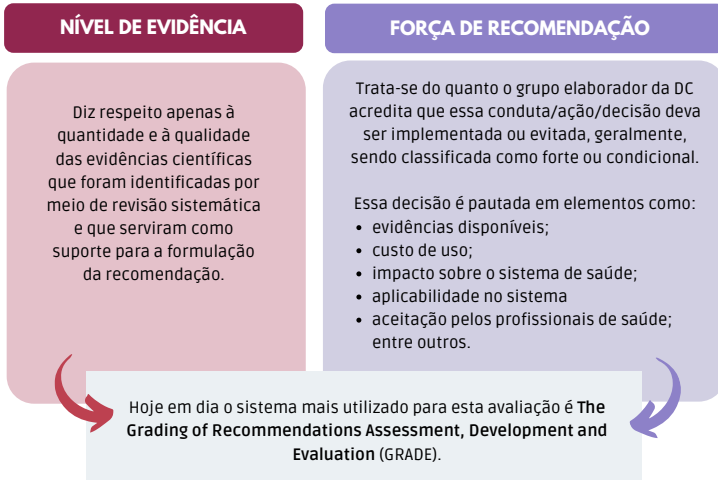 NÍVEL DE EVIDÊNCIA
Diz respeito apenas à
quantidade e à qualidade
das evidências científicas
que foram identificadas por
meio de revisão sistemática
e que serviram como
suporte para a formulação
da recomendação.
FORÇA DE RECOMENDAÇÃO
Trata-se do quanto o grupo elaborador da DC
acredita que essa conduta/ação/decisão deva
ser implementada ou evitada, geralmente,
sendo classificada como forte ou condicional.
Essa decisão é pautada em elementos como:
• evidências disponíveis;
• custo de uso;
• impacto sobre o sistema de saúde;
• aplicabilidade no sistema
• aceitação pelos profissionais de saúde;
entre outros.
Hoje em dia o sistema mais utilizado para esta avaliação é The
Grading of Recommendations Assessment, Development and
Evaluation (GRADE).